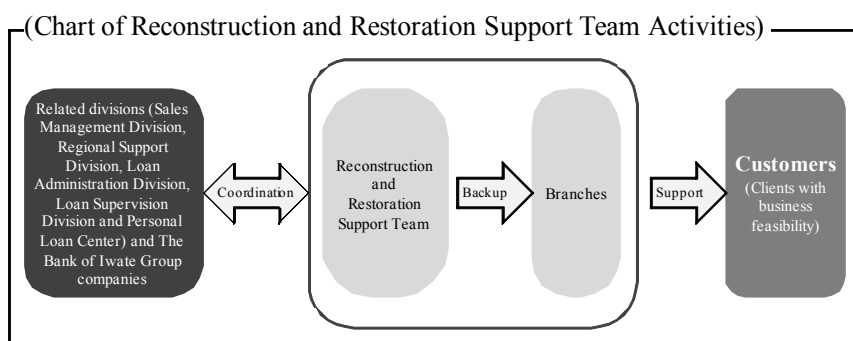 (Chart of Reconstruction and Restoration Support Team Activities)
Related divisions (Sales
Management Division,
Regional Support
Division, Loan
Administration Division,
Loan Supervision
Division and Personal
Loan Center) and The
Bank of Iwate Group
companies
Coordination
Reconstruction
and
Restoration
Support Team
Backup
Branches
Support
Customers
(Clients with
business
feasibility)